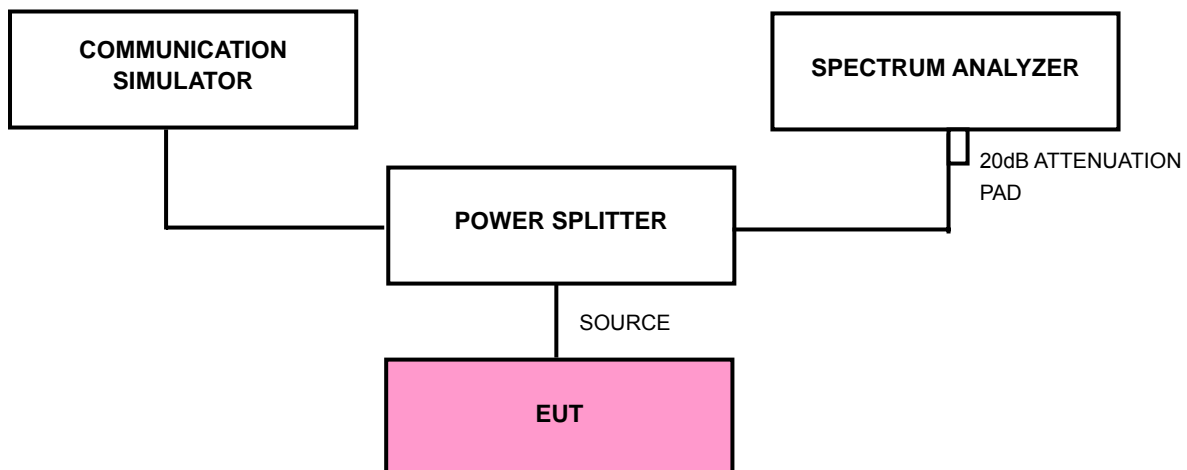 COMMUNICATION
SIMULATOR
SPECTRUM ANALYZER
20dB ATTENUATION
PAD
POWER SPLITTER
SOURCE
EUT